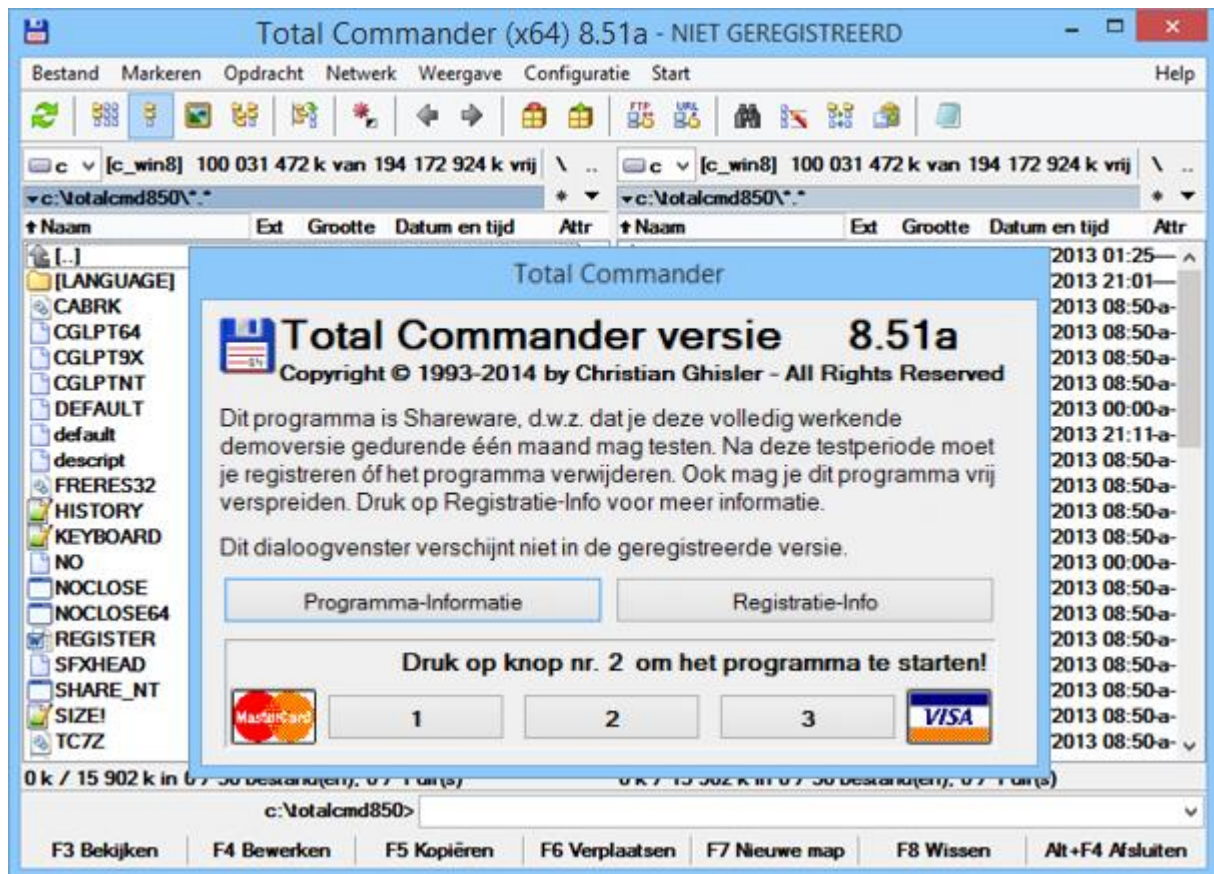 Total Commander (x64) 8.51a - NIET GEREGISTREERD
Bestand Markeren Opdracht Netwerk Weergave Configuratie Start Help
FTP URL
c [c_win8] 100 031 472 k van 194 172 924 k vrij \ .. c [c_win8] 100 031 472 k van 194 172 924 k vrij \ ..
c:\totalcmd850\*.* * c:\totalcmd850\*.* *
Naam Ext Grootte Datum en tijd Attr Naam Ext Grootte Datum en tijd Attr
[..] 2013 01:25 —
[LANGUAGE] 2013 21:01 —
CABRK 2013 08:50 -a-
CGLPT64 2013 08:50 -a-
CGLPT9X 2013 08:50 -a-
CGLPTNT 2013 08:50 -a-
DEFAULT 2013 00:00 -a-
default 2013 21:11 -a-
descript 2013 08:50 -a-
FRERES32 2013 08:50 -a-
HISTORY 2013 08:50 -a-
KEYBOARD 2013 08:50 -a-
NO 2013 00:00 -a-
NOCLOSE 2013 08:50 -a-
NOCLOSE64 2013 08:50 -a-
REGISTER 2013 08:50 -a-
SFXHEAD 2013 08:50 -a-
SHARE_NT 2013 08:50 -a-
SIZE! 2013 08:50 -a-
TC7Z 2013 08:50 -a-
Total Commander
Total Commander versie 8.51a
Copyright © 1993-2014 by Christian Ghisler - All Rights Reserved
Dit programma is Shareware, d.w.z. dat je deze volledig werkende
demoversie gedurende één maand mag testen. Na deze testperiode moet
je registreren óf het programma verwijderen. Ook mag je dit programma vrij
verspreiden. Druk op Registratie-Info voor meer informatie.
Dit dialoogvenster verschijnt niet in de geregistreerde versie.
Programma-Informatie Registratie-Info
Druk op knop nr. 2 om het programma te starten!
MasterCard 1 2 3 VISA
0 k / 15 902 k in
c:\totalcmd850>
F3 Bekijken F4 Bewerken F5 Kopiëren F6 Verplaatsen F7 Nieuwe map F8 Wissen Alt+F4 Afsluiten